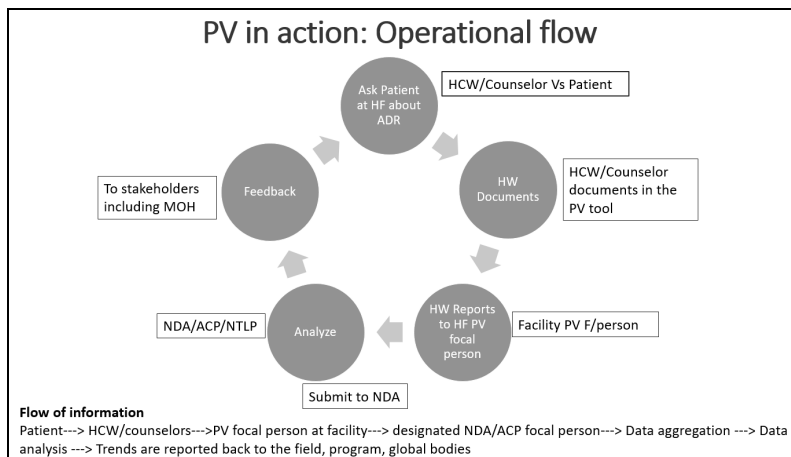 PV in action: Operational flow
Ask Patient
at HF about
ADR
HCW/Counselor Vs Patient
HW
Documents
HCW/Counselor
documents in the
PV tool
HW Reports
to HF PV
focal
person
Facility PV F/person
Analyze
NDA/ACP/NTLP
Submit to NDA
Feedback
To stakeholders
including MOH
Flow of information
Patient---> HCW/counselors--->PV focal person at facility---> designated NDA/ACP focal person---> Data aggregation ---> Data
analysis ---> Trends are reported back to the field, program, global bodies